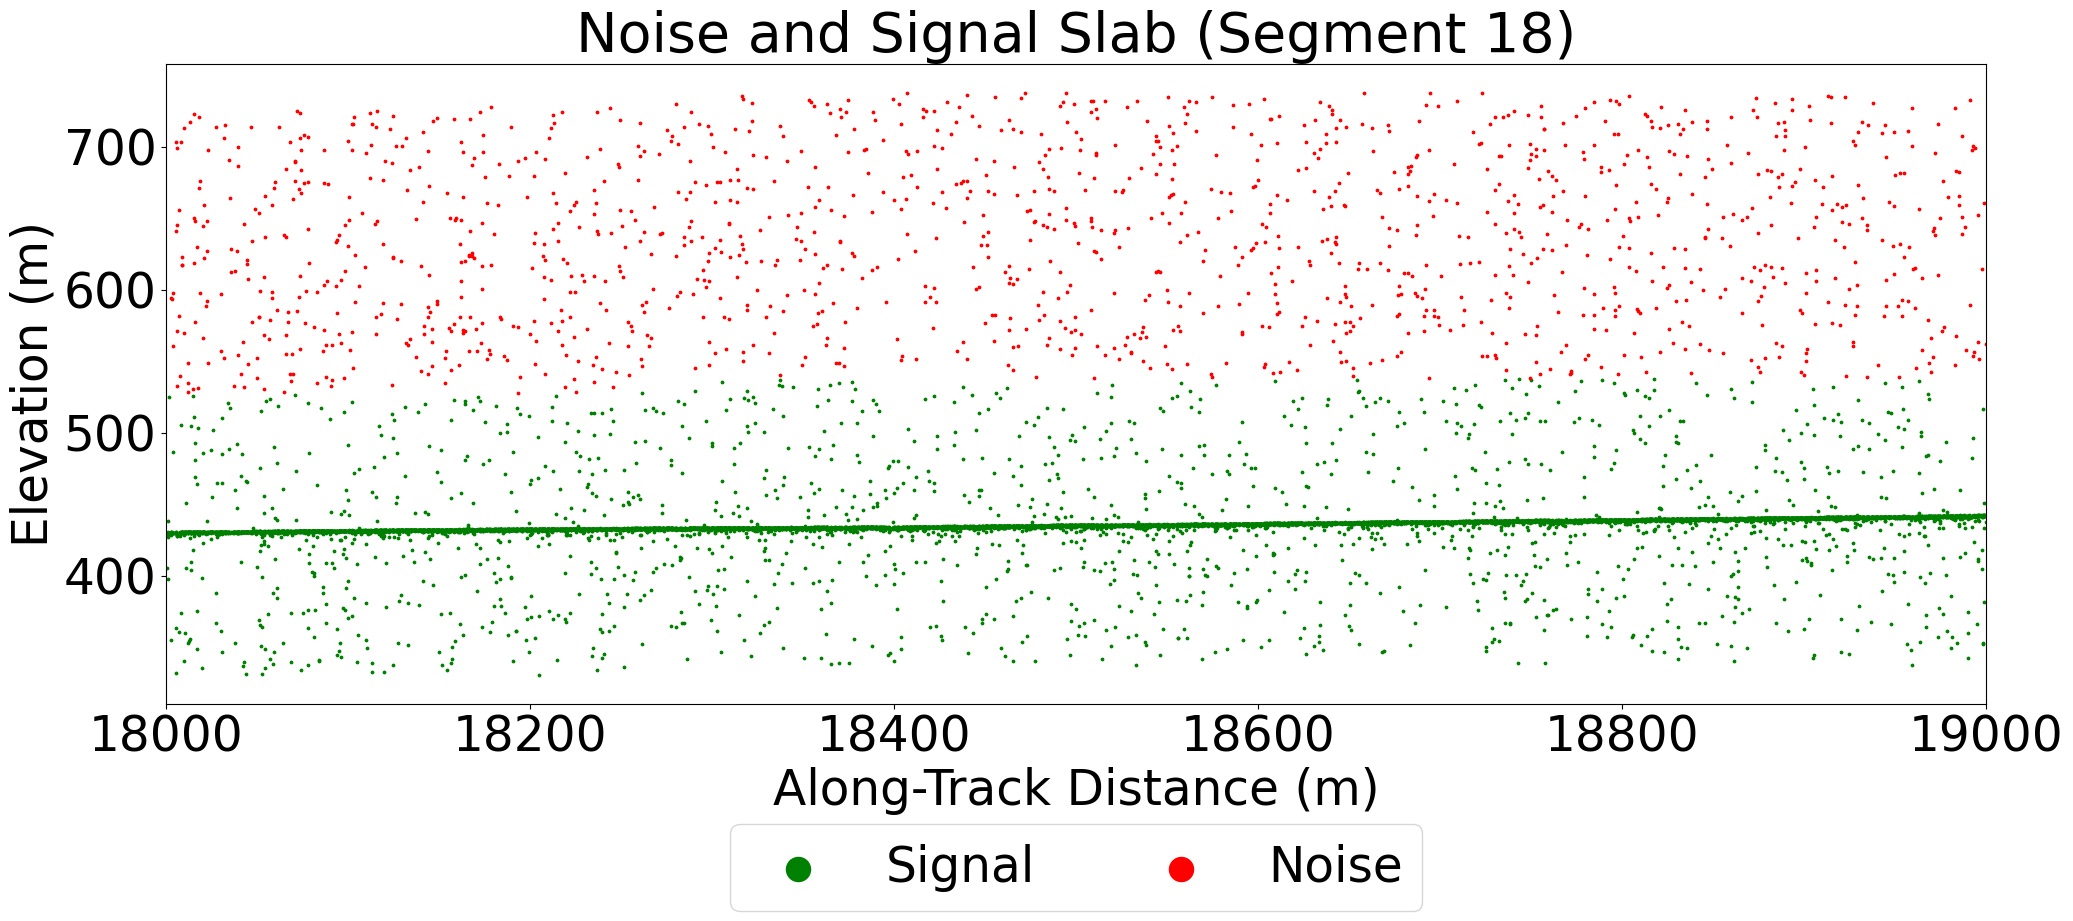 Noise and Signal Slab (Segment 18)
Elevation (m)
700
600
500
400
18000 18200 18400 18600 18800 19000
Along-Track Distance (m)
Signal Noise